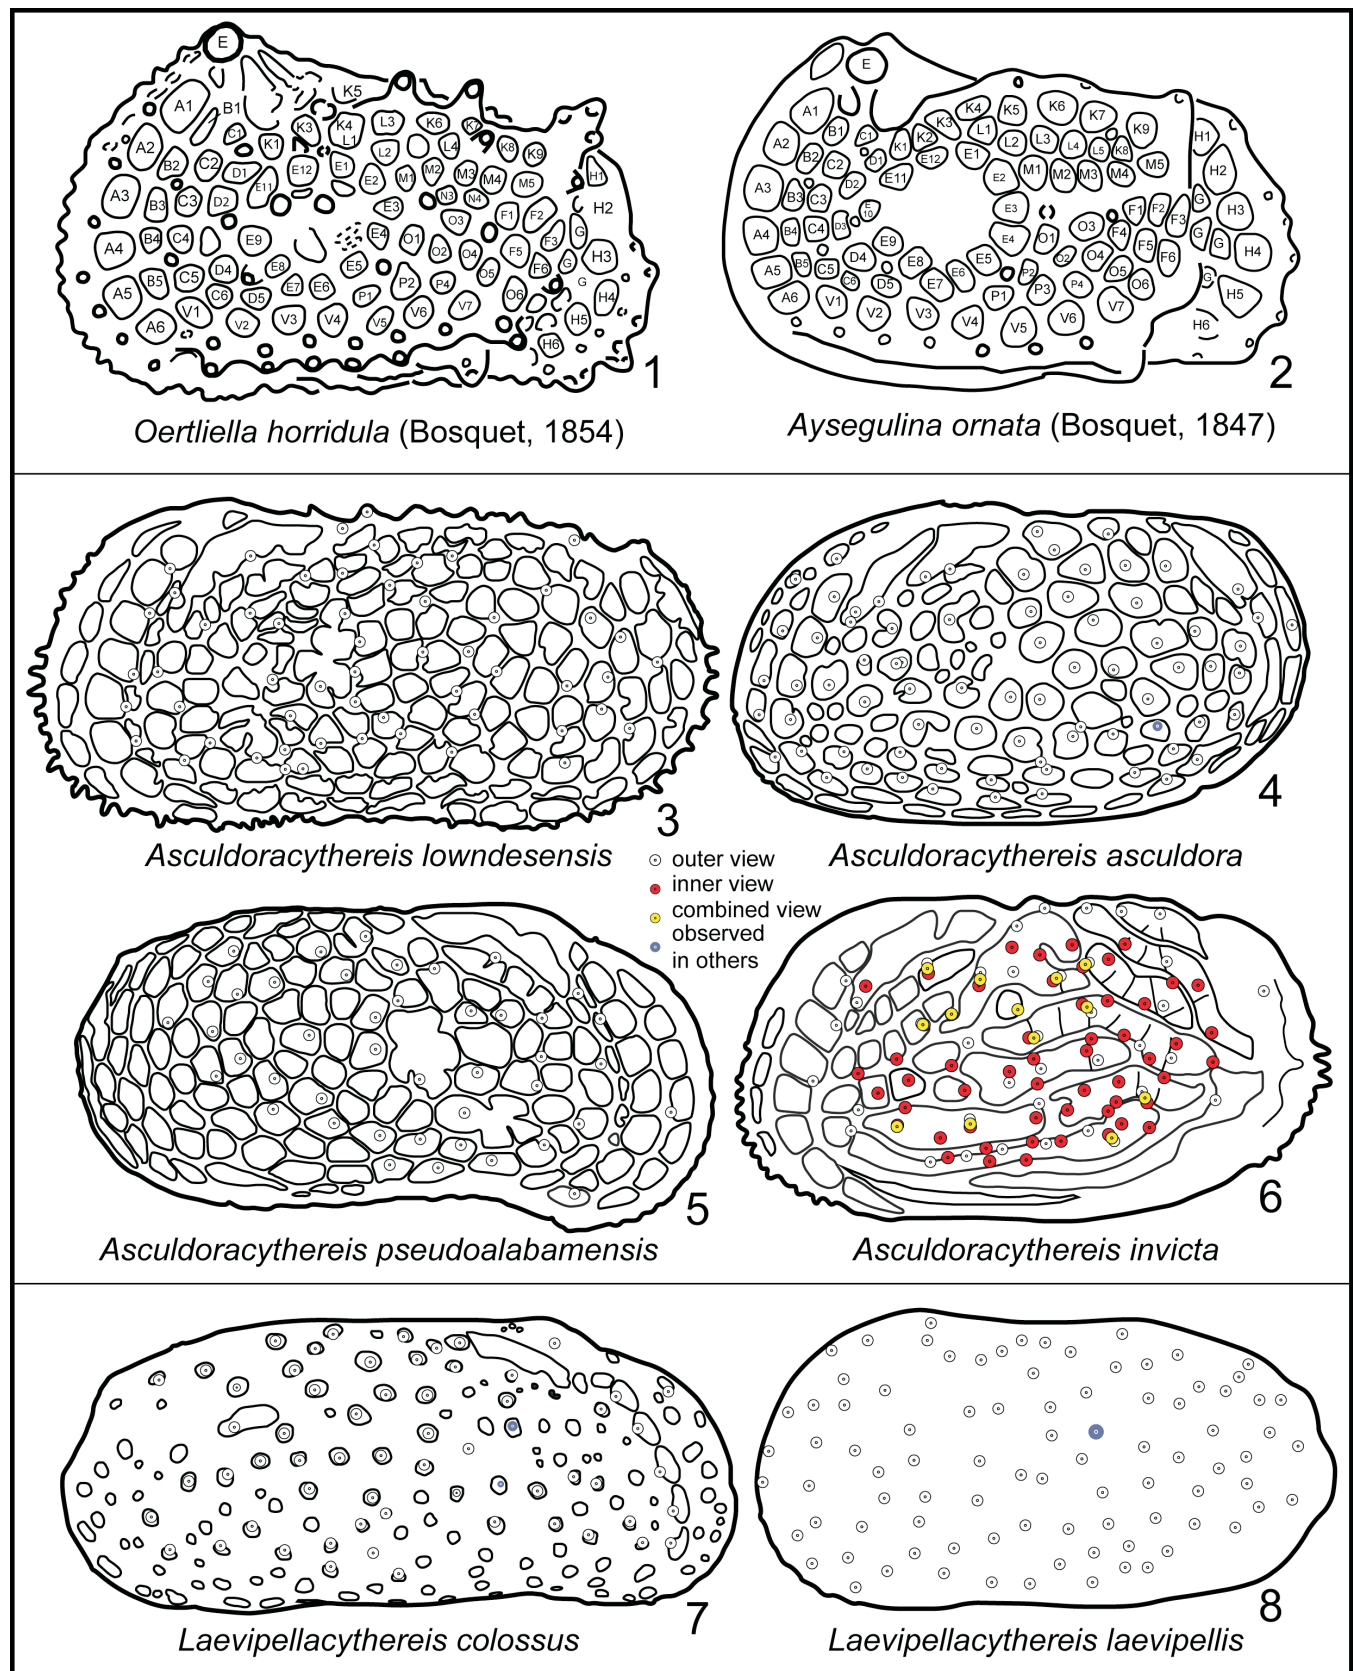 E
K5
A1 B1 C1 K1 K3 K4 L1 L3 K6 K7
A2 B2 C2 D1 E11 E12 E1 L2 L4 K8 K9
E2 M1 M2 M3 M4 M5 H1
A3 B3 C3 D2 E3 N3 N4 O3 F1 F2 H2
A4 B4 C4 E9 E4 O1 O2 O4 F5 F3 G H3
A5 B5 C5 D4 E8 E5 O5 F6 G G
C6 D5 E7 E6 P1 P2 P4 O6 H4
A6 V1 V2 V3 V4 V5 V6 V7 H5
H6
1
Oertliella horridula (Bosquet, 1854)
E
A1 B1 C1 K1 K2 K3 K4 K5 K6 K7 K9 H1
A2 B2 C2 D1 E12 E1 L1 L2 L3 L4 L5 K8
A3 B3 C3 D2 E11 E2 M1 M2 M3 M4 M5 H2
A4 B4 C4 D3 E10 E3 F1 F2 F3 G H3
E9 E4 O1 O3 F4 F5 G G H4
A5 B5 C5 D4 E8 E5 O2 O4 F6
A6 C6 D5 E7 E6 P2 O5 O6 G
V1 P1 P3 P4 H5
V2 V3 V4 V5 V6 V7 H6
2
Aysegulina ornata (Bosquet, 1847)
3
Asculdoracythereis lowndesensis
4
Asculdoracythereis asculdora
outer view
inner view
combined view
observed
in others
5
Asculdoracythereis pseudoalabamensis
6
Asculdoracythereis invicta
7
Laevipellacythereis colossus
8
Laevipellacythereis laevipellis